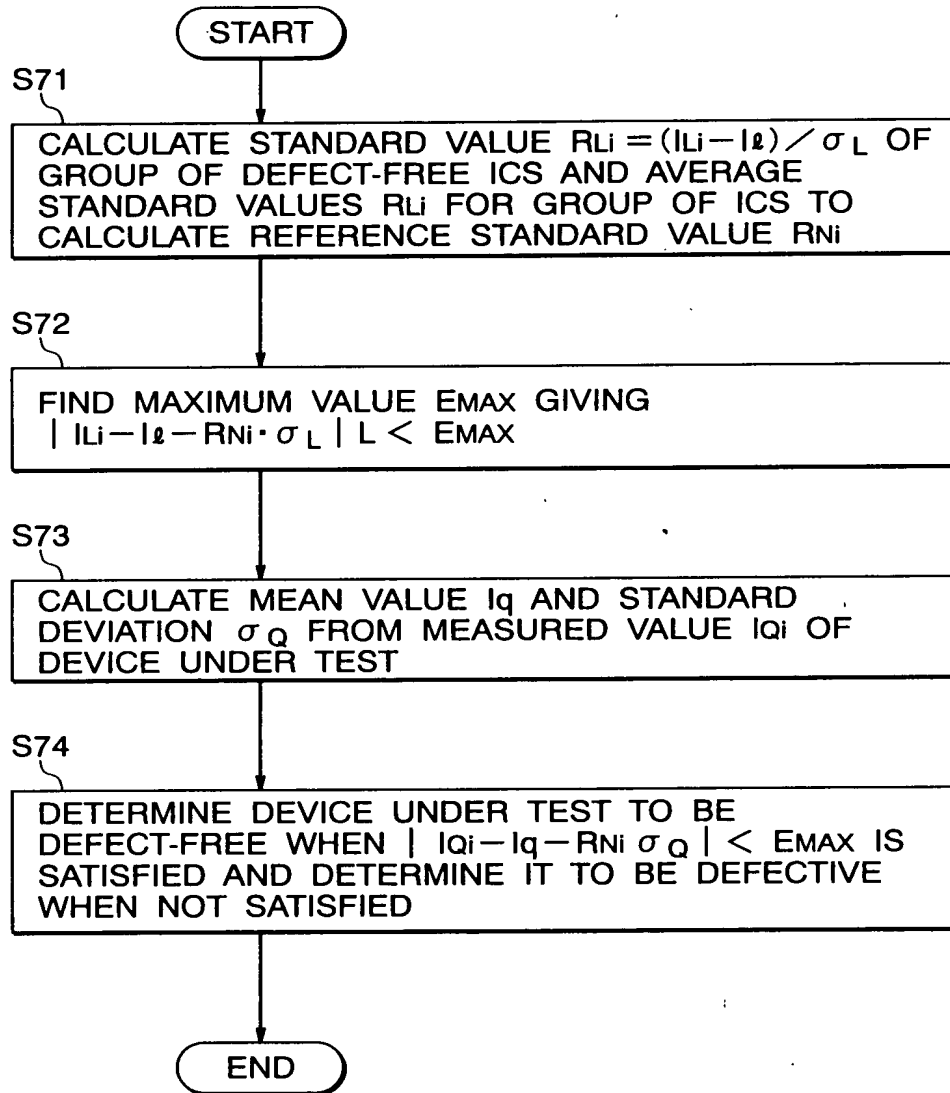 START
S71
CALCULATE STANDARD VALUE RLi=(ILi-Iℓ)/σL OF
GROUP OF DEFECT-FREE ICS AND AVERAGE
STANDARD VALUES RLi FOR GROUP OF ICS TO
CALCULATE REFERENCE STANDARD VALUE RNi
S72
FIND MAXIMUM VALUE EMAX GIVING
| ILi-Iℓ-RNi·σL | L < EMAX
S73
CALCULATE MEAN VALUE Iq AND STANDARD
DEVIATION σQ FROM MEASURED VALUE IQi OF
DEVICE UNDER TEST
S74
DETERMINE DEVICE UNDER TEST TO BE
DEFECT-FREE WHEN | IQi-Iq-RNi σQ | < EMAX IS
SATISFIED AND DETERMINE IT TO BE DEFECTIVE
WHEN NOT SATISFIED
END